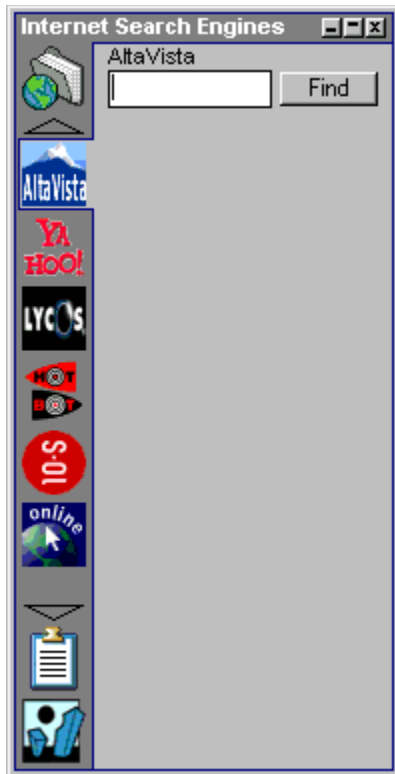 Internet Search Engines
AltaVista
Find
AltaVista
YAHOO!
LYCOS
HOT
BOT
10-S
online